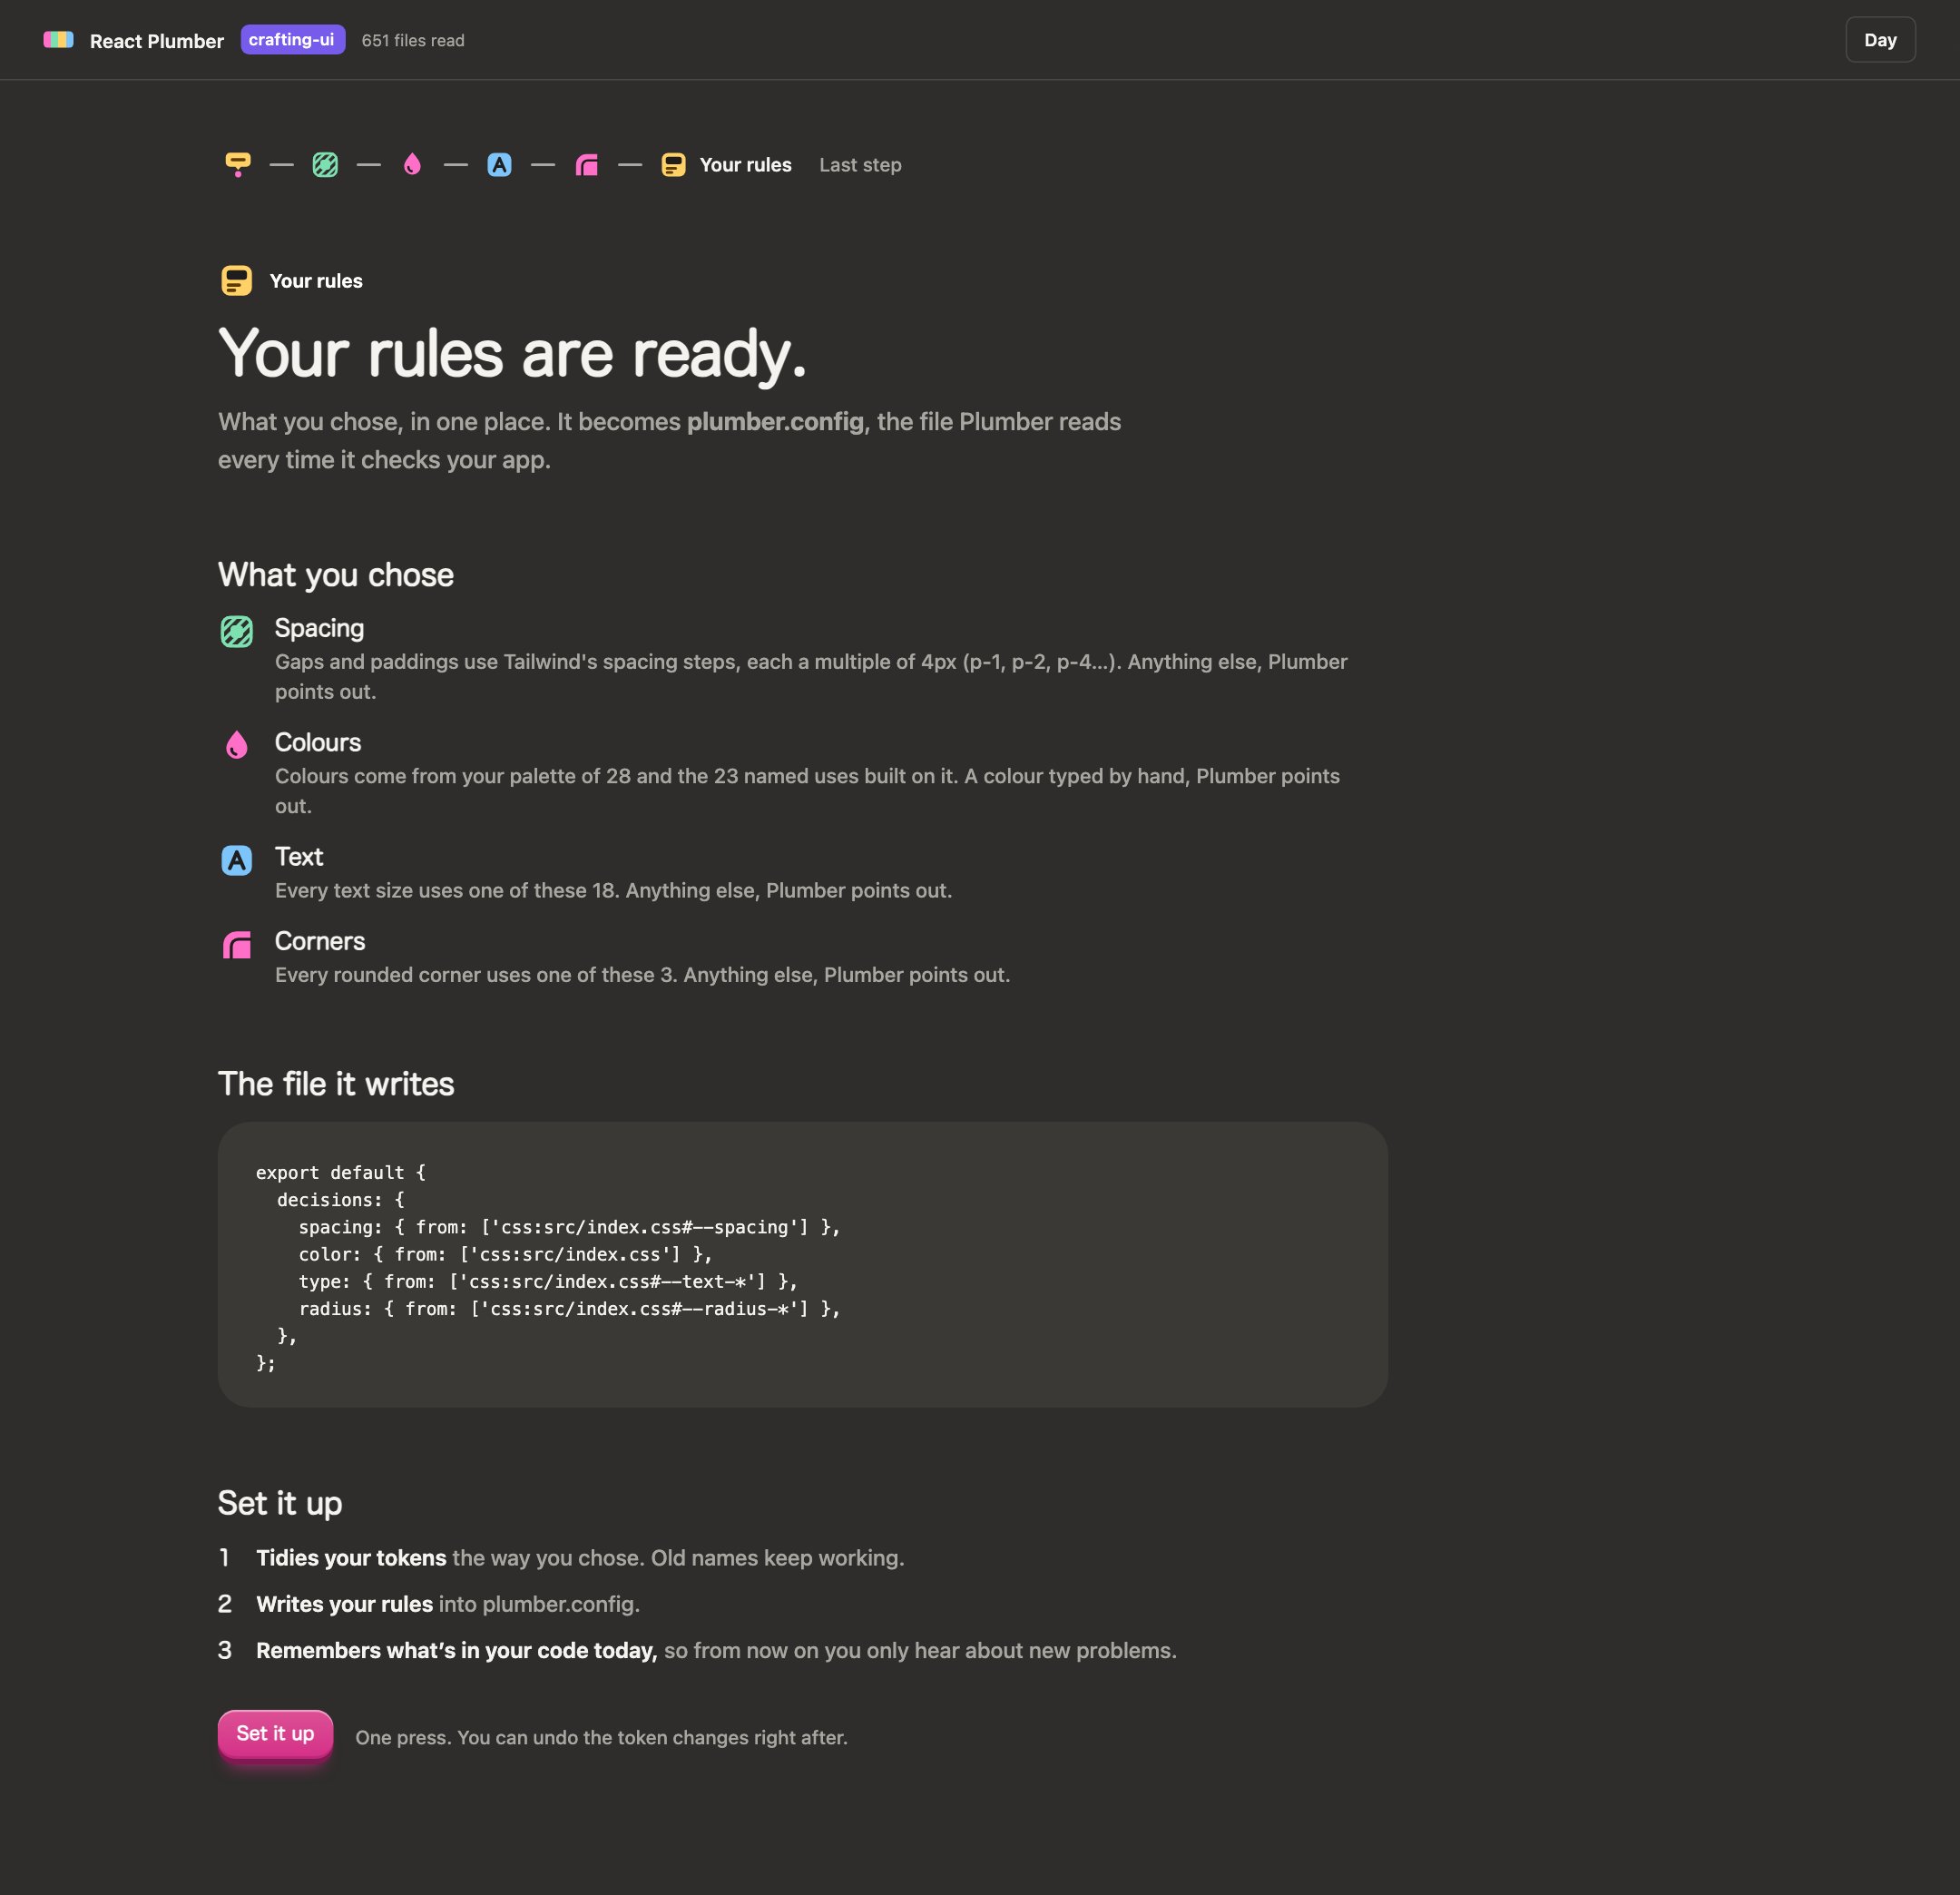 React Plumber crafting-ui 651 files read Day
Your rules Last step
Your rules
Your rules are ready.
What you chose, in one place. It becomes plumber.config, the file Plumber reads
every time it checks your app.
What you chose
Spacing
Gaps and paddings use Tailwind's spacing steps, each a multiple of 4px (p-1, p-2, p-4...). Anything else, Plumber
points out.
Colours
Colours come from your palette of 28 and the 23 named uses built on it. A colour typed by hand, Plumber points
out.
A Text
Every text size uses one of these 18. Anything else, Plumber points out.
Corners
Every rounded corner uses one of these 3. Anything else, Plumber points out.
The file it writes
export default {
  decisions: {
    spacing: { from: ['css:src/index.css#--spacing'] },
    color: { from: ['css:src/index.css'] },
    type: { from: ['css:src/index.css#--text-*'] },
    radius: { from: ['css:src/index.css#--radius-*'] },
  },
};
Set it up
1 Tidies your tokens the way you chose. Old names keep working.
2 Writes your rules into plumber.config.
3 Remembers what’s in your code today, so from now on you only hear about new problems.
Set it up One press. You can undo the token changes right after.